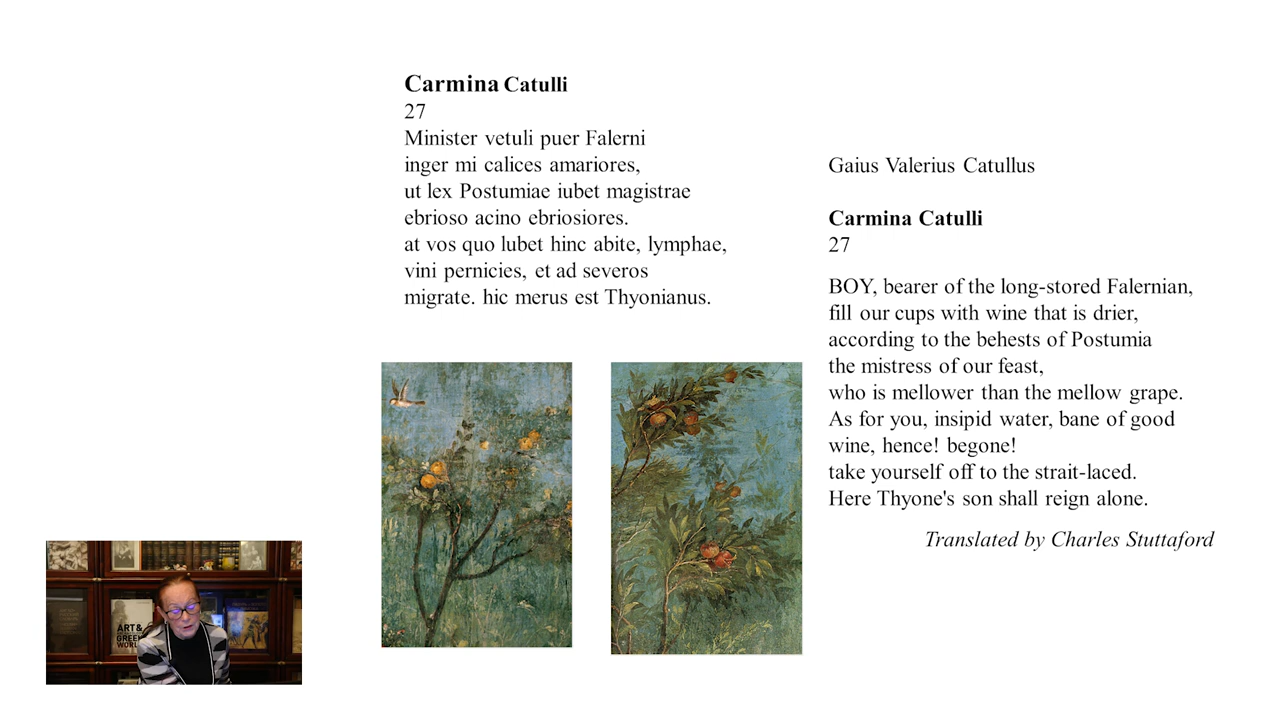 Carmina Catulli
27
Minister vetuli puer Falerni
inger mi calices amariores,
ut lex Postumiae iubet magistrae
ebrioso acino ebriosiores.
at vos quo lubet hinc abite, lymphae,
vini pernicies, et ad severos
migrate. hic merus est Thyonianus.
Gaius Valerius Catullus
Carmina Catulli
27
BOY, bearer of the long-stored Falernian,
fill our cups with wine that is drier,
according to the behests of Postumia
the mistress of our feast,
who is mellower than the mellow grape.
As for you, insipid water, bane of good
wine, hence! begone!
take yourself off to the strait-laced.
Here Thyone's son shall reign alone.
Translated by Charles Stuttaford
ART &